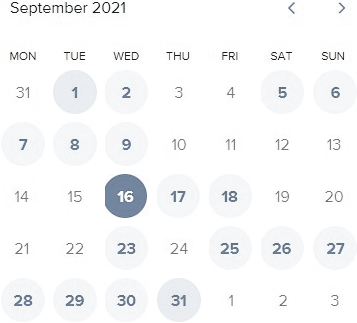 September 2021
MON TUE WED THU FRI SAT SUN
31 1 2 3 4 5 6
7 8 9 10 11 12 13
14 15 16 17 18 19 20
21 22 23 24 25 26 27
28 29 30 31 1 2 3